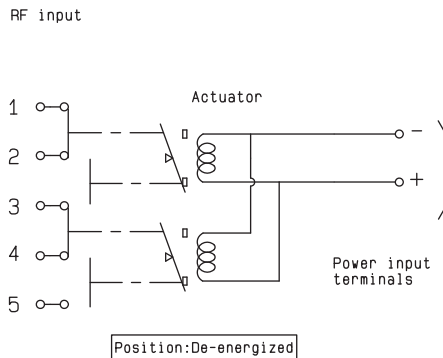 RF input
Actuator
1
2
3
4
5
-
+
Power input
terminals
Position:De-energized